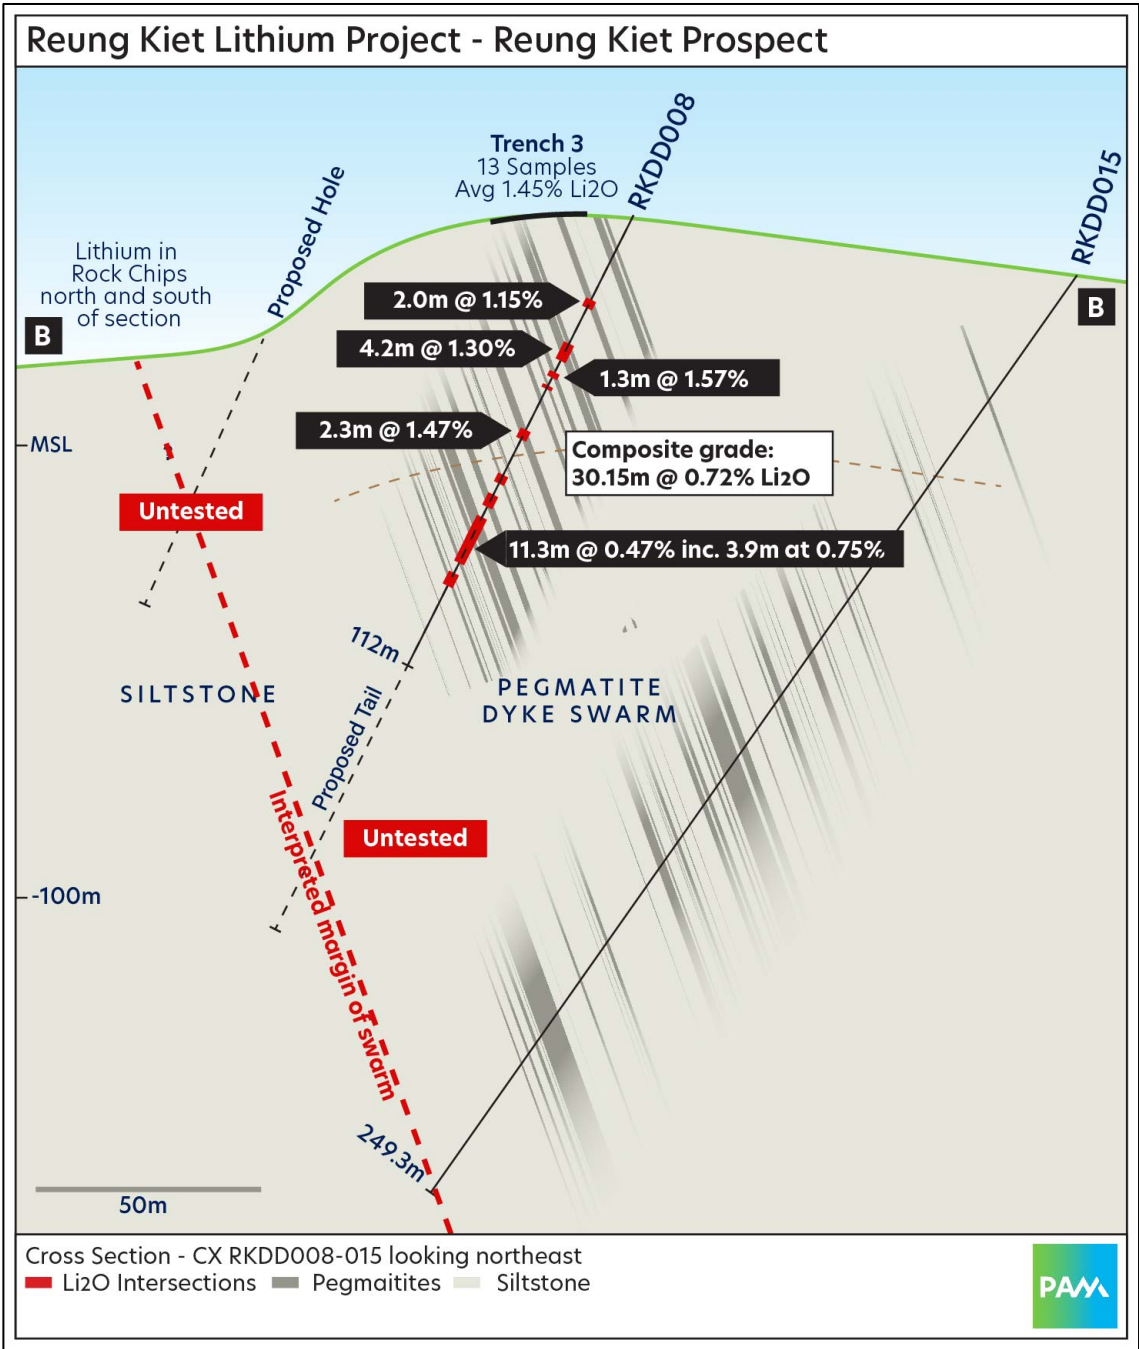 Reung Kiet Lithium Project - Reung Kiet Prospect
RKDD008
Trench 3
13 Samples
Avg 1.45% Li2O
RKDD015
Proposed Hole
Lithium in
Rock Chips
north and south
of section
B
B
2.0m @ 1.15%
4.2m @ 1.30%
1.3m @ 1.57%
2.3m @ 1.47%
MSL
Composite grade:
30.15m @ 0.72% Li2O
Untested
11.3m @ 0.47% inc. 3.9m at 0.75%
112m
SILTSTONE
PEGMATITE
DYKE SWARM
Proposed Tail
Untested
Interpreted margin of swarm
-100m
249.3m
50m
Cross Section - CX RKDD008-015 looking northeast
Li2O Intersections
Pegmaitites
Siltstone
PAM